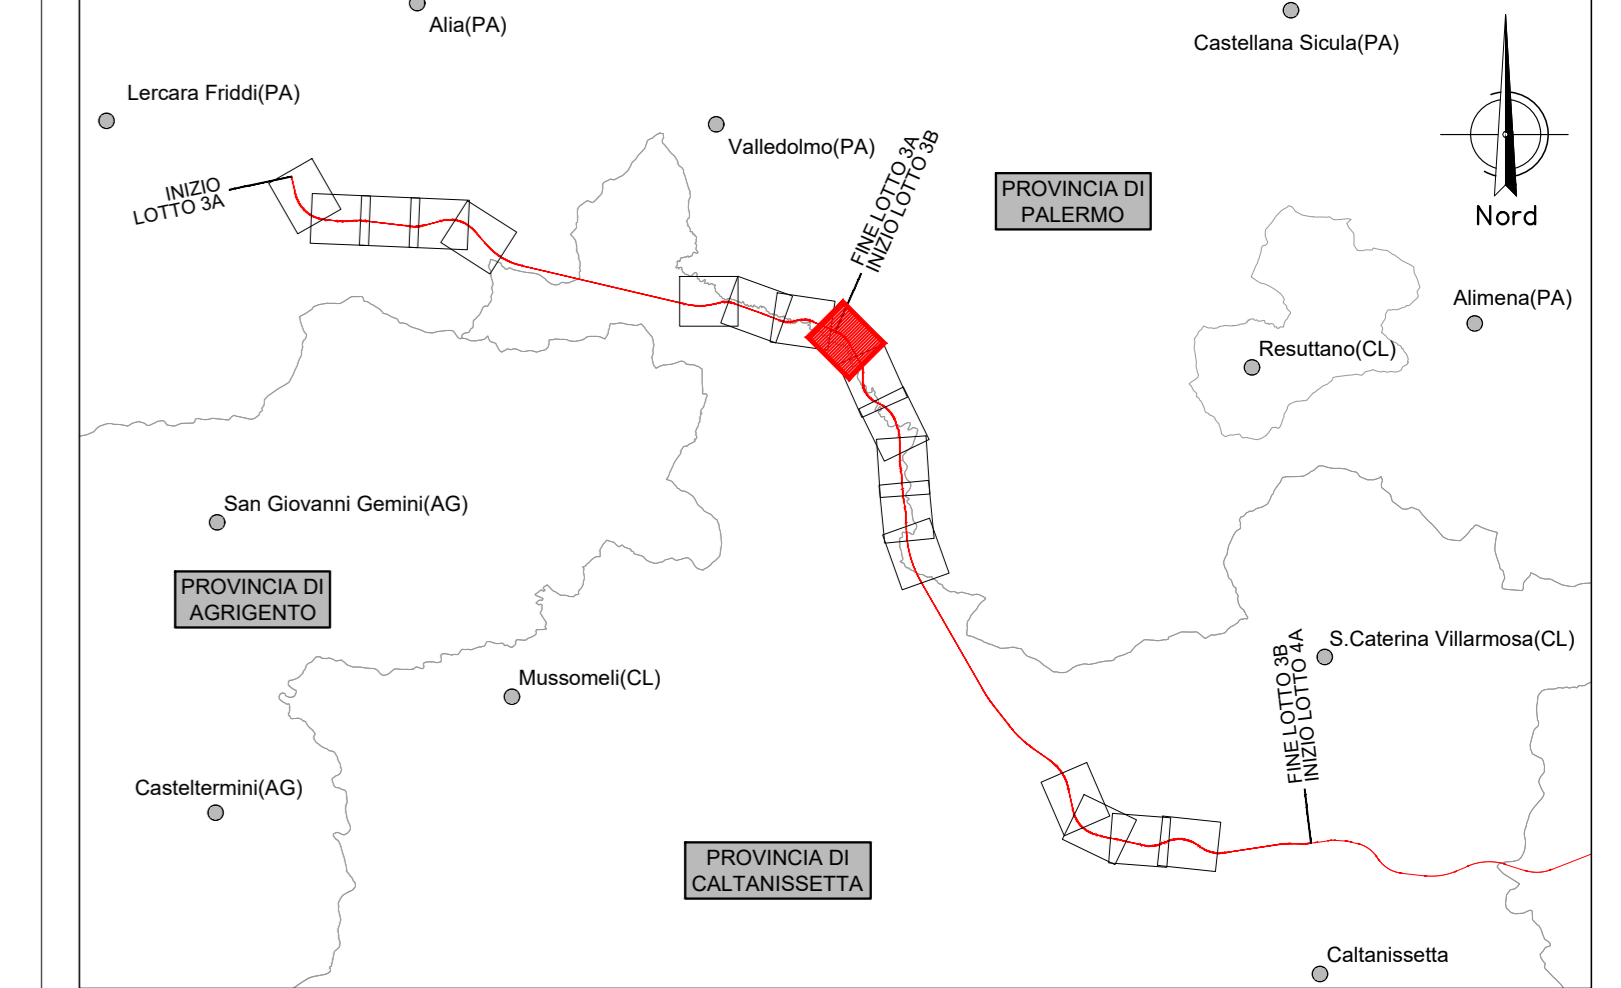 Alia(PA)
Castellana Sicula(PA)
Lercara Friddi(PA)
Valledolmo(PA)
INIZIO
LOTTO 3A
FINE LOTTO 3A
INIZIO LOTTO 3B
PROVINCIA DI
PALERMO
Nord
Alimena(PA)
Resuttano(CL)
San Giovanni Gemini(AG)
PROVINCIA DI
AGRIGENTO
S.Caterina Villarmosa(CL)
Mussomeli(CL)
FINE LOTTO 3B
INIZIO LOTTO 4A
Casteltermini(AG)
PROVINCIA DI
CALTANISSETTA
Caltanissetta